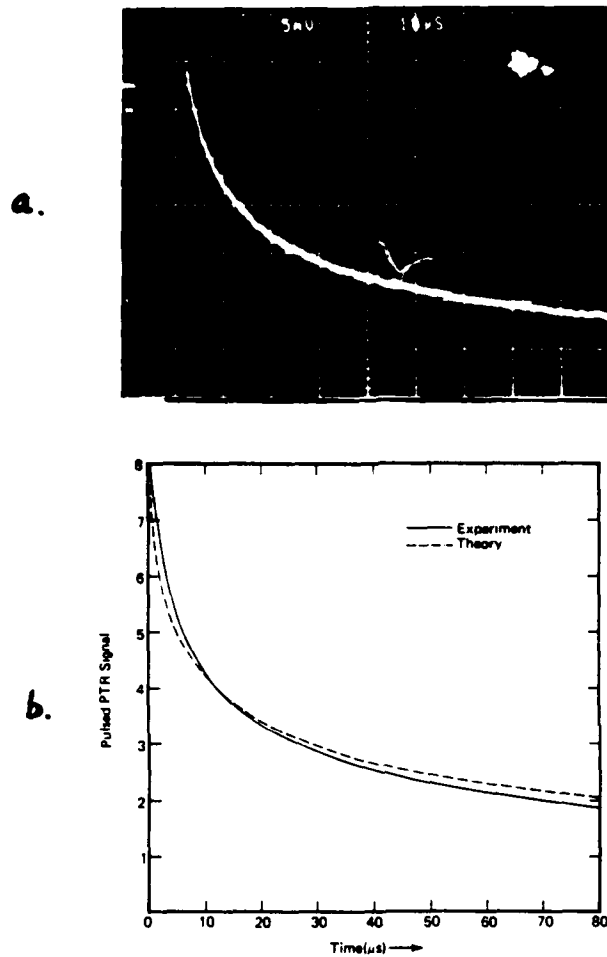 5mV 10µS
a.
b.
8
7
6
5
4
3
2
1
Experiment
Theory
Pulsed PTR Signal
0 10 20 30 40 50 60 70 80
Time(µs)